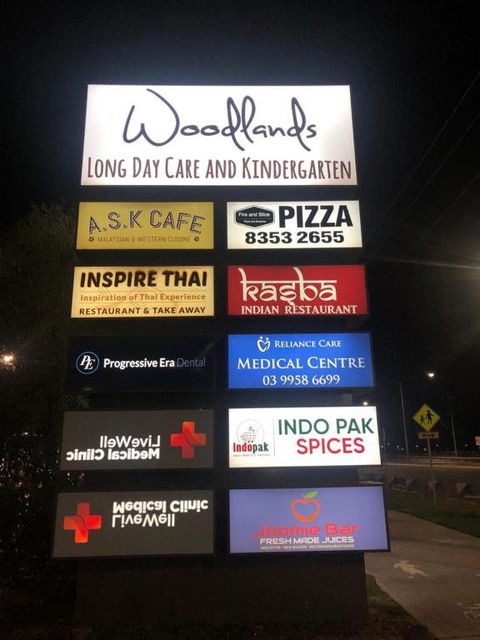 Woodlands
LONG DAY CARE AND KINDERGARTEN
A.S.K CAFE
MALAYSIAN & WESTERN CUISINE
Fire and Slice
PIZZA
8353 2655
INSPIRE THAI
Inspiration of Thai Experience
RESTAURANT & TAKE AWAY
kasba
INDIAN RESTAURANT
PE Progressive Era Dental
RELIANCE CARE
MEDICAL CENTRE
03 9958 6699
LiveWell
Medical Clinic
Indopak
INDO PAK
SPICES
Medical Clinic
LiveWell
Joomie Bar
FRESH MADE JUICES